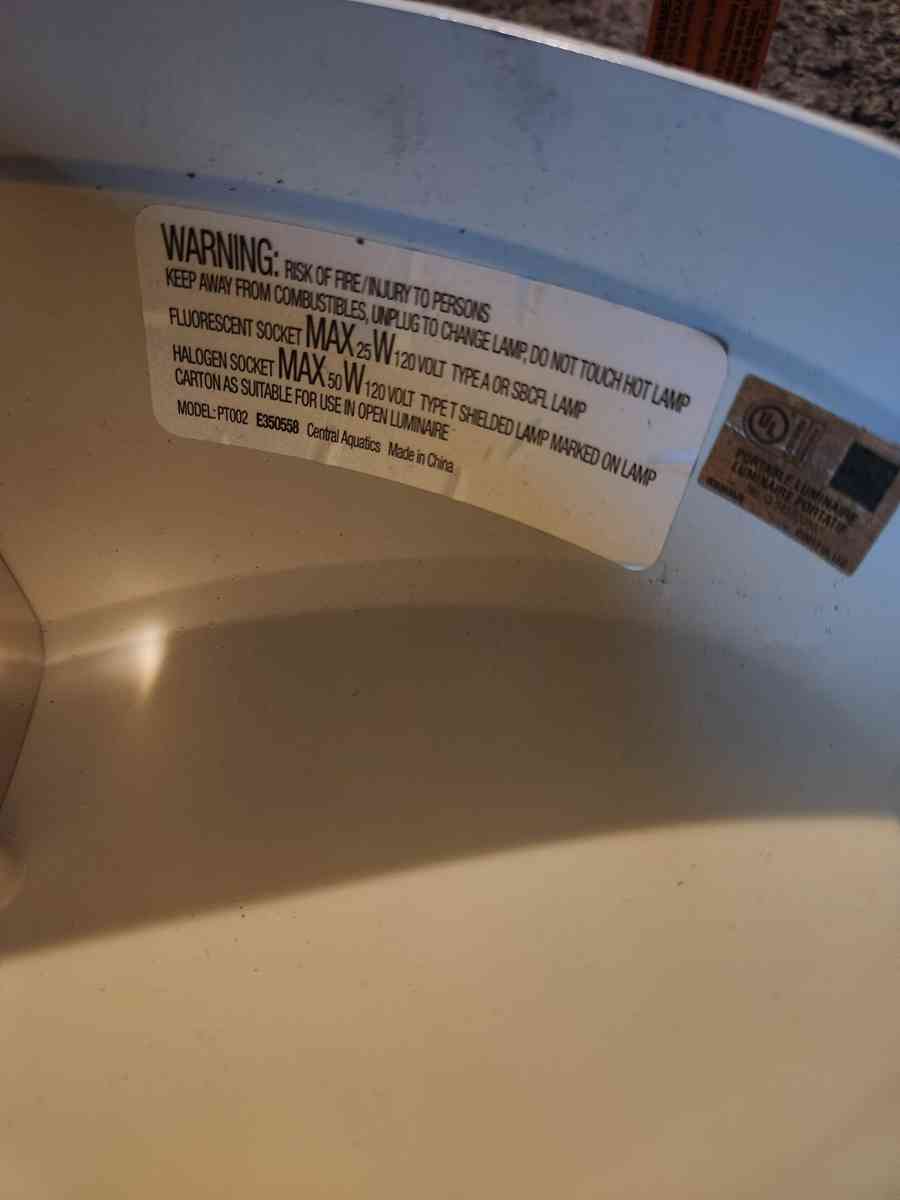 WARNING: RISK OF FIRE/INJURY TO PERSONS
KEEP AWAY FROM COMBUSTIBLES, UNPLUG TO CHANGE LAMP, DO NOT TOUCH HOT LAMP
FLUORESCENT SOCKET MAX 25 W 120 VOLT TYPE A OR SBCFL LAMP
HALOGEN SOCKET MAX 50 W 120 VOLT TYPE T SHIELDED LAMP MARKED ON LAMP
CARTON AS SUITABLE FOR USE IN OPEN LUMINAIRE
MODEL: PT002 E350558 Central Aquatics Made in China
UL
PORTABLE LUMINAIRE
LUMINAIRE PORTATIF